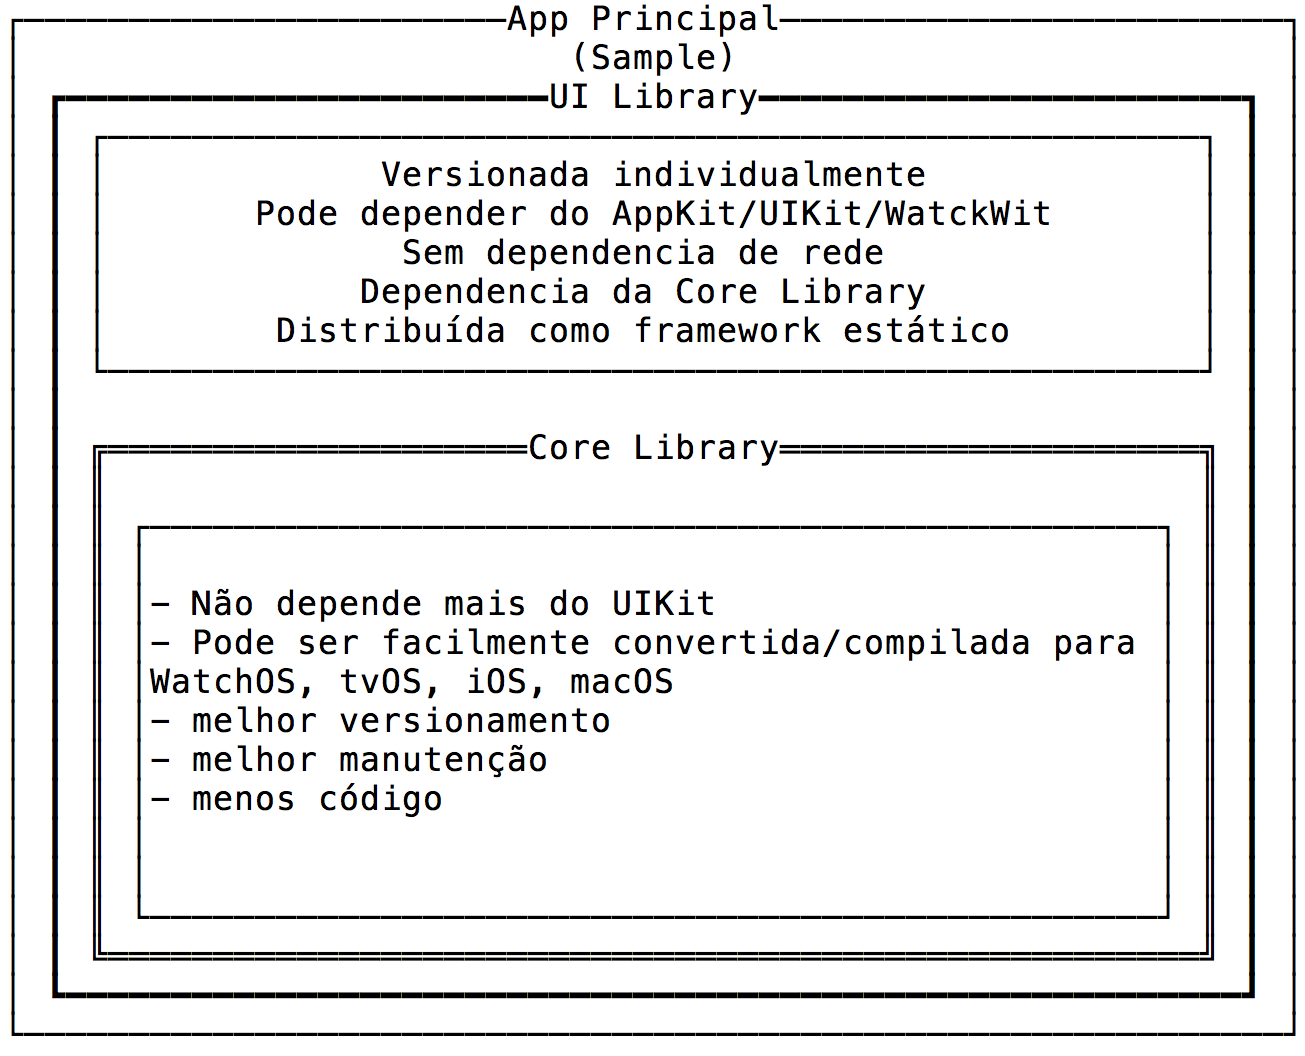 App Principal
(Sample)
UI Library
Versionada individualmente
Pode depender do AppKit/UIKit/WatckWit
Sem dependencia de rede
Dependencia da Core Library
Distribuída como framework estático
Core Library
- Não depende mais do UIKit
- Pode ser facilmente convertida/compilada para
WatchOS, tvOS, iOS, macOS
- melhor versionamento
- melhor manutenção
- menos código